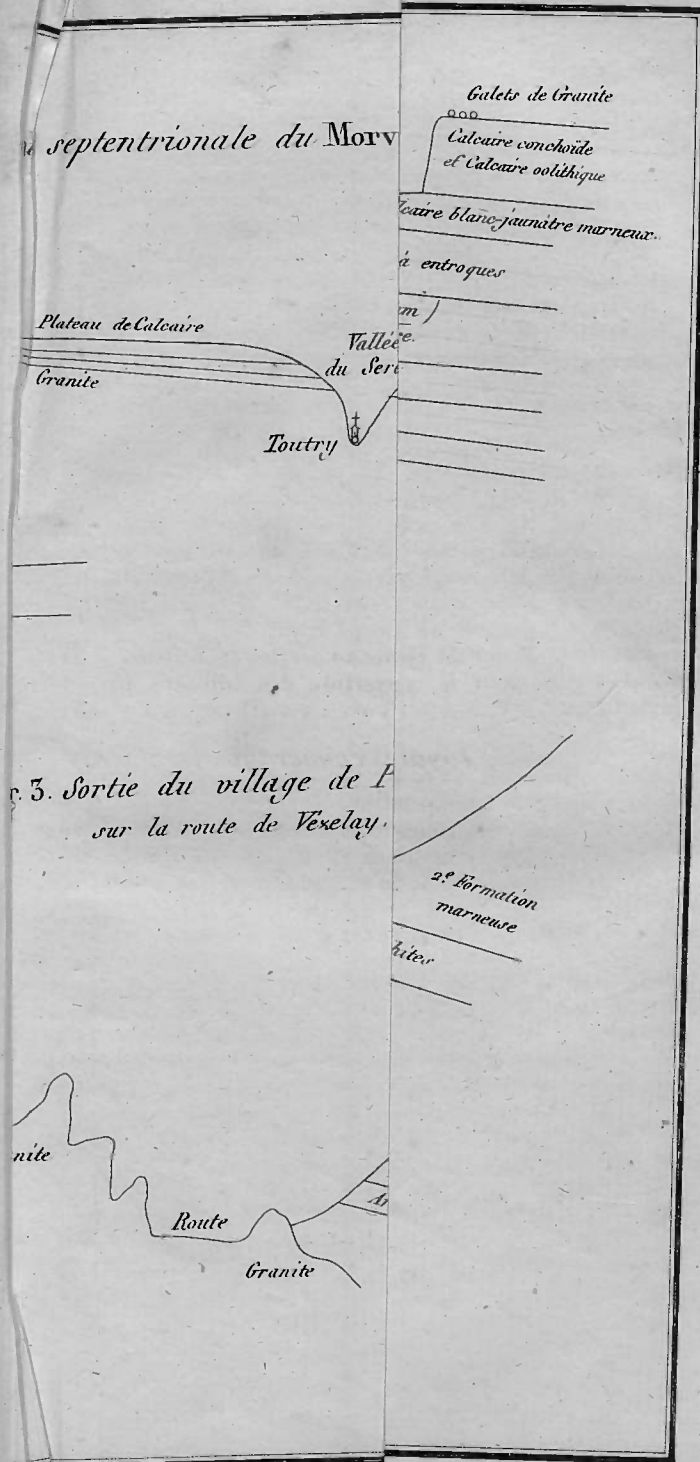 septentrionale du Morv
Plateau de Calcaire
Granite
Vallée
du Ser
Toutry
3. Sortie du village de P
sur la route de Vézelay.
nite
Route
Granite
Galets de Granite
Calcaire conchoïde
et Calcaire oolithique
lcaire blanc-jaunâtre marneux.
à entroques
m)
e.
2.e Formation
marneuse
hites